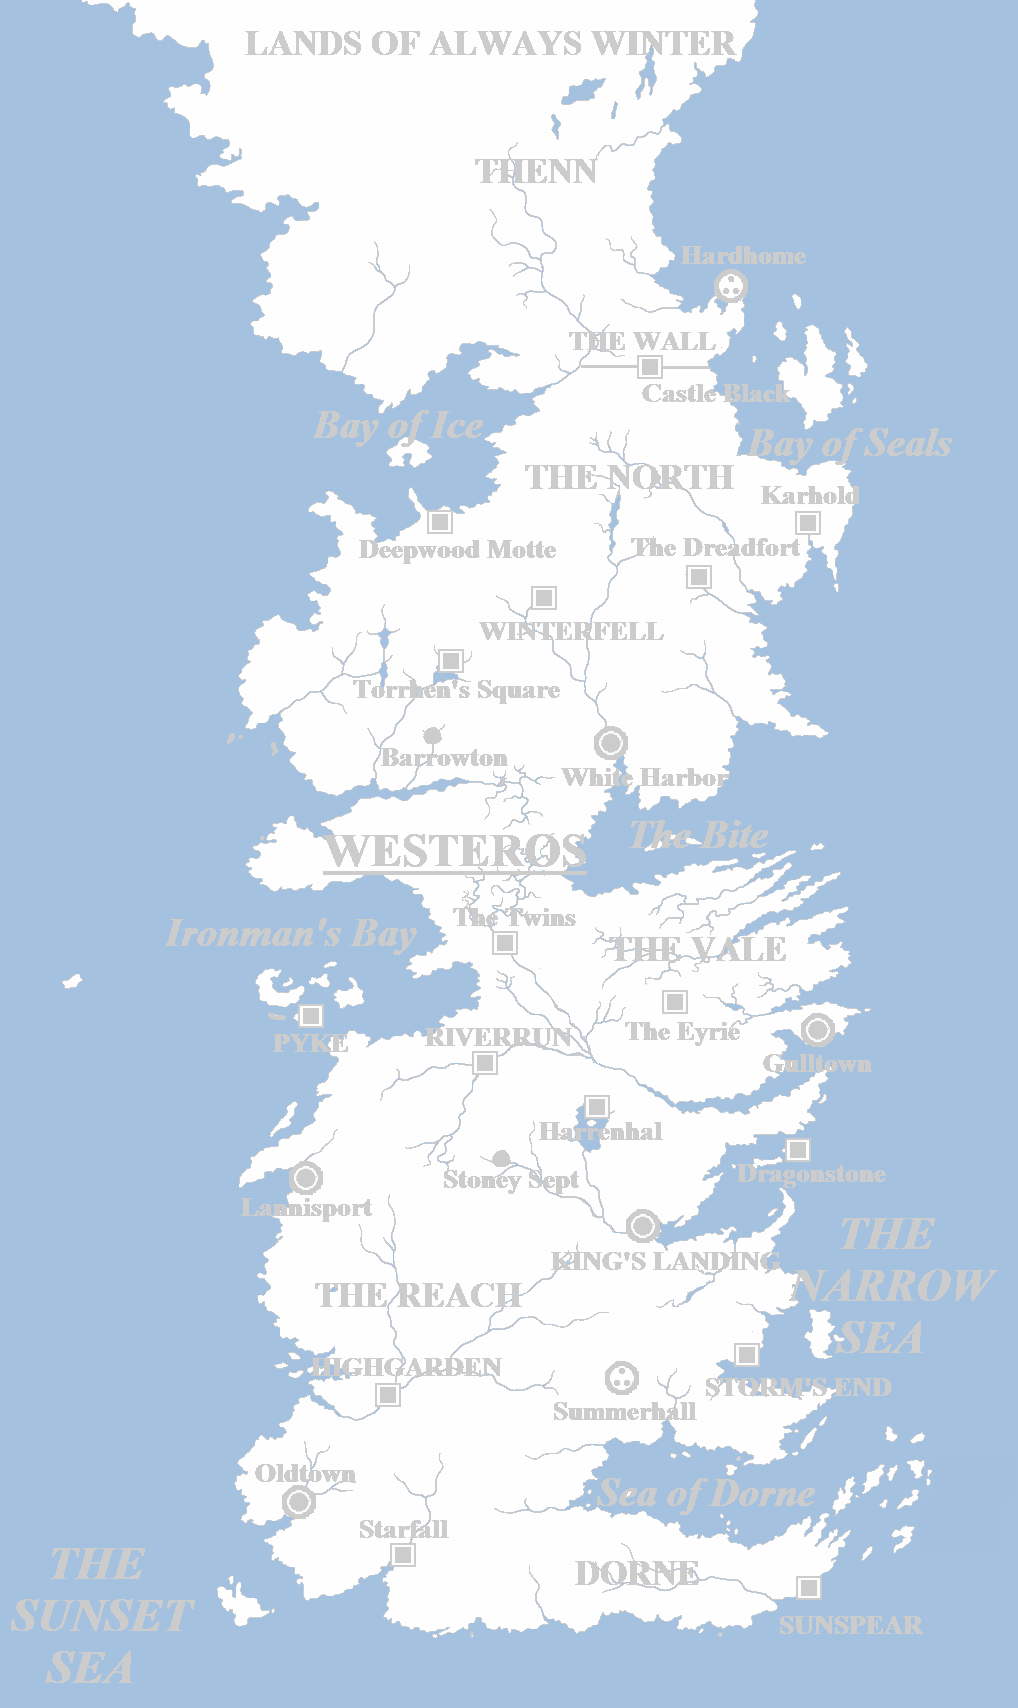 LANDS OF ALWAYS WINTER
THENN
Hardhome
THE WALL
Castle Black
Bay of Ice
Bay of Seals
THE NORTH
Karhold
Deepwood Motte
The Dreadfort
WINTERFELL
Torrhen's Square
Barrowton
White Harbor
The Bite
WESTEROS
The Twins
Ironman's Bay
THE VALE
The Eyrie
RIVERRUN
PYKE
Gulltown
Harrenhal
Dragonstone
Stoney Sept
Lannisport
THE
NARROW
SEA
KING'S LANDING
THE REACH
HIGHGARDEN
STORM'S END
Summerhall
Oldtown
Sea of Dorne
Starfall
THE
SUNSET
SEA
DORNE
SUNSPEAR